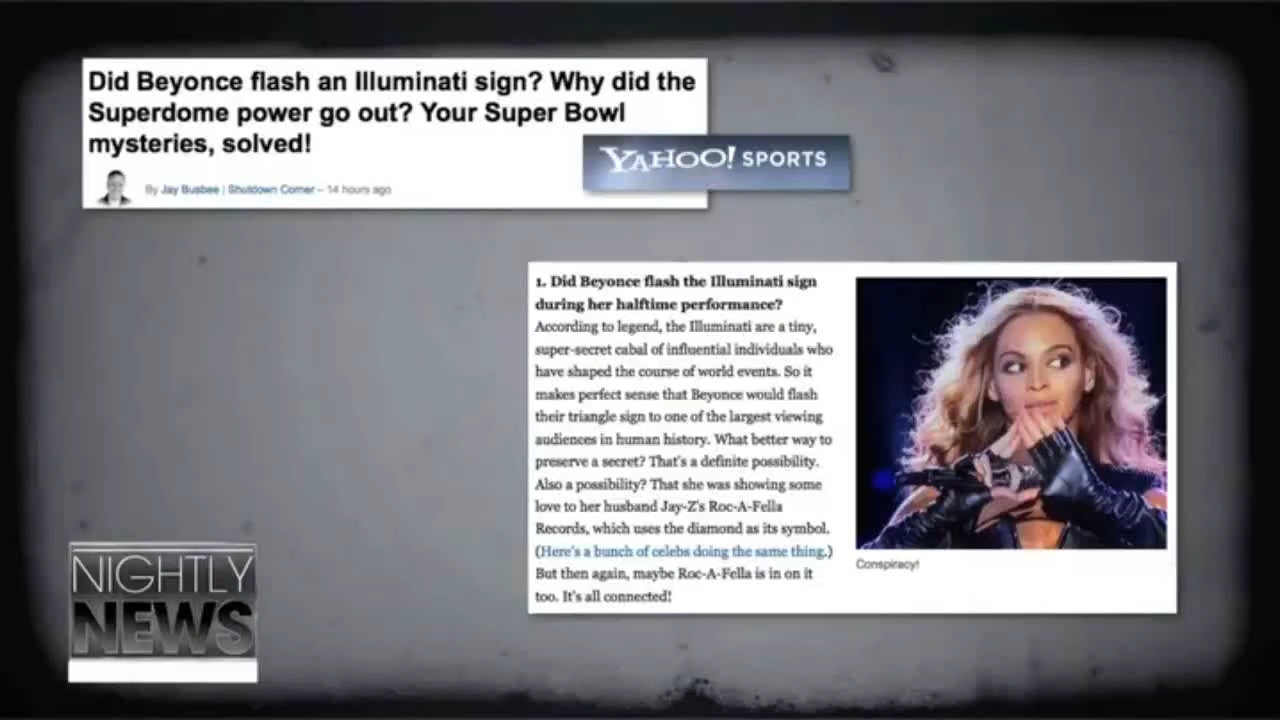 Did Beyonce flash an Illuminati sign? Why did the
Superdome power go out? Your Super Bowl
mysteries, solved!
By Jay Busbee | Shutdown Corner – 14 hours ago
YAHOO! SPORTS
1. Did Beyonce flash the Illuminati sign
during her halftime performance?
According to legend, the Illuminati are a tiny,
super-secret cabal of influential individuals who
have shaped the course of world events. So it
makes perfect sense that Beyonce would flash
their triangle sign to one of the largest viewing
audiences in human history. What better way to
preserve a secret? That's a definite possibility.
Also a possibility? That she was showing some
love to her husband Jay-Z's Roc-A-Fella
Records, which uses the diamond as its symbol.
(Here's a bunch of celebs doing the same thing.)
But then again, maybe Roc-A-Fella is in on it
too. It's all connected!
Conspiracy!
NIGHTLY
NEWS